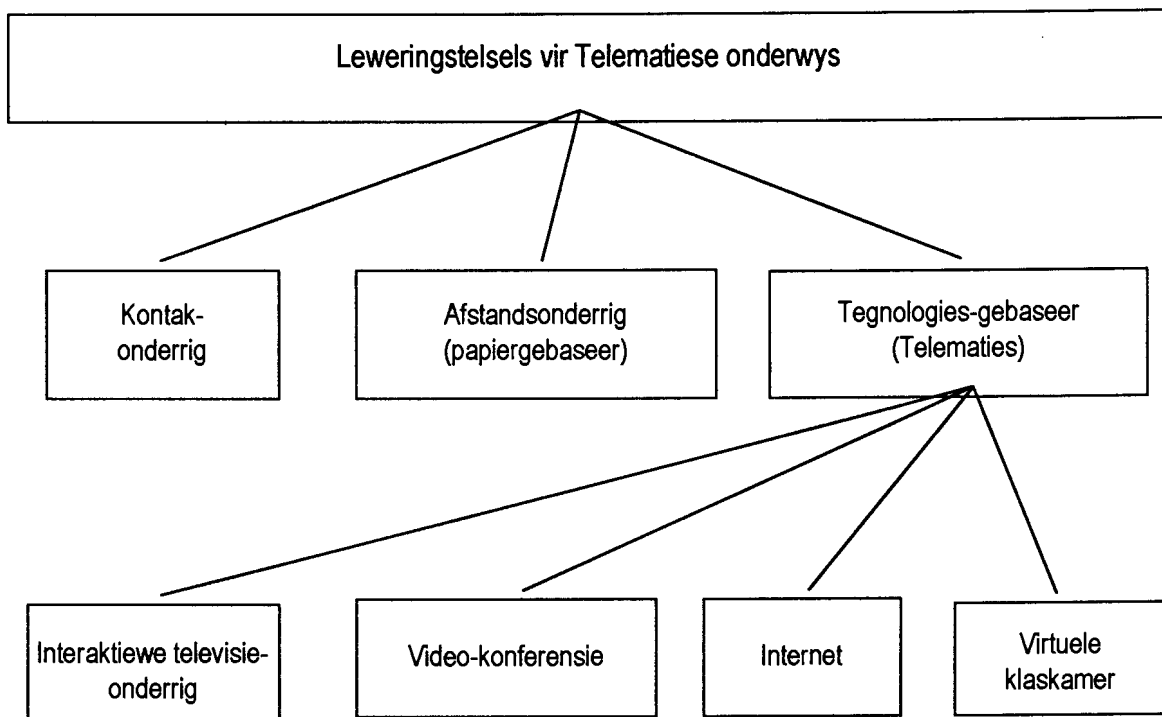 Leweringstelsels vir Telematiese onderwys
Kontak-
onderrig
Afstandsonderrig
(papiergebaseer)
Tegnologies-gebaseer
(Telematies)
Interaktiewe televisie-
onderrig
Video-konferensie
Internet
Virtuele
klaskamer